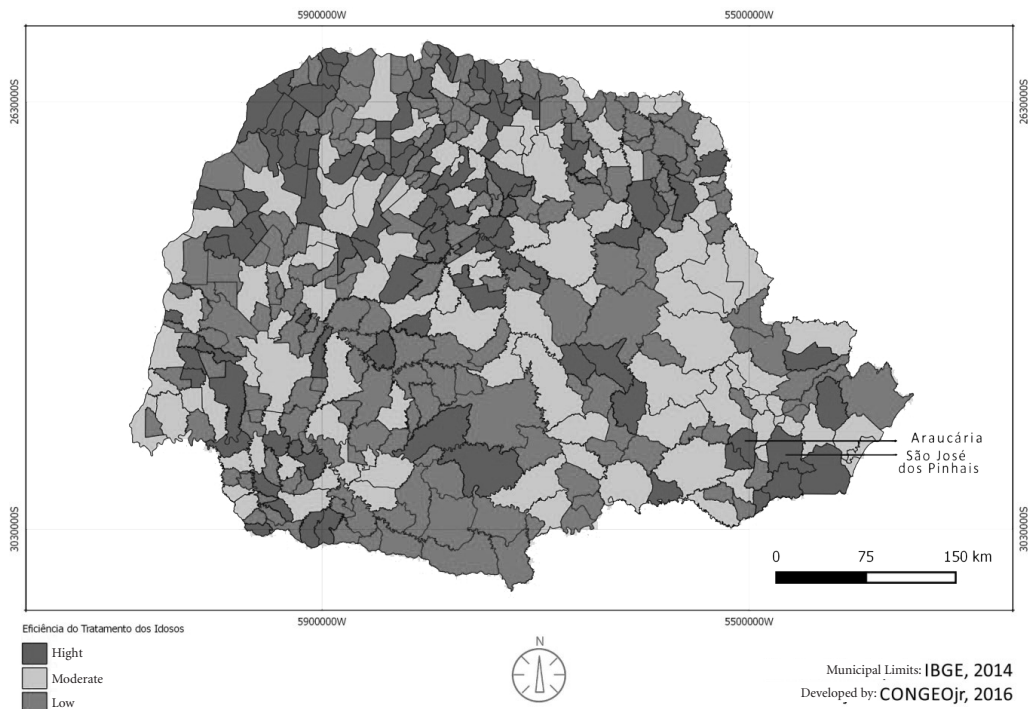 5900000W
5500000W
2630000S
2630000S
Araucária
São José
dos Pinhais
3030000S
3030000S
0 75 150 km
5900000W
5500000W
Eficiência do Tratamento dos Idosos
Hight
Moderate
Low
N
Municipal Limits: IBGE, 2014
Developed by: CONGEOjr, 2016